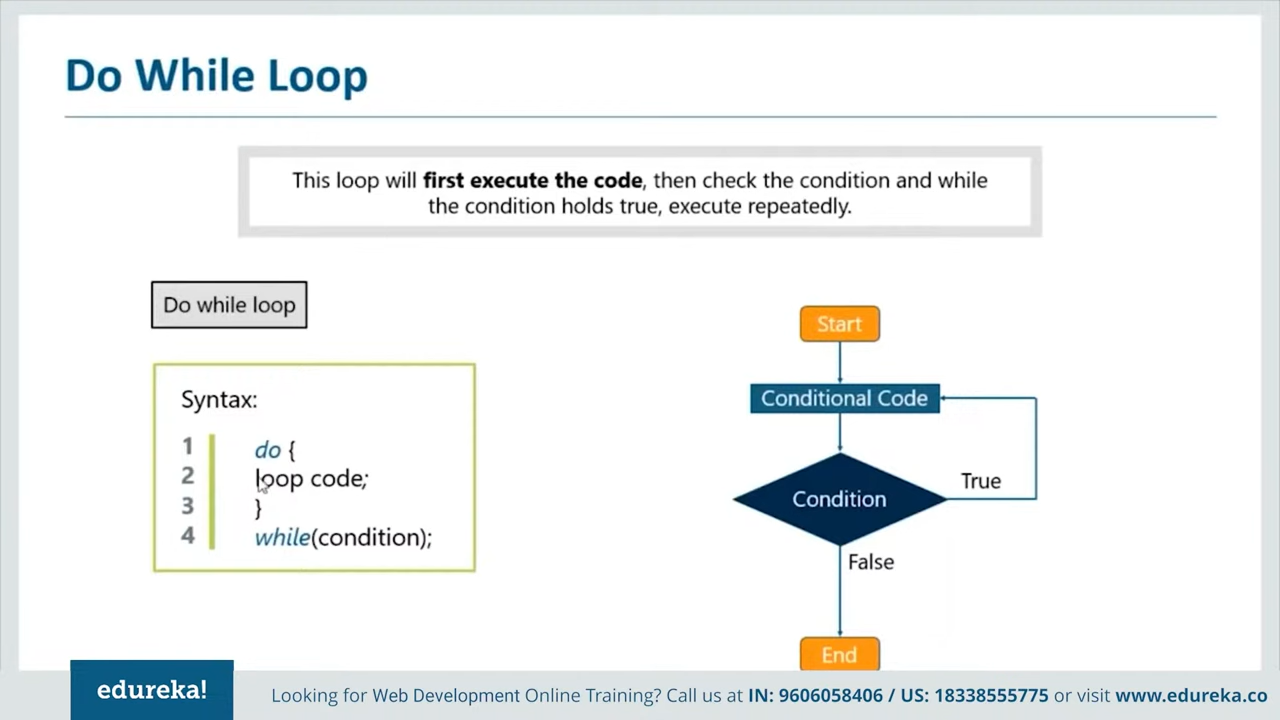 Do While Loop
This loop will first execute the code, then check the condition and while
the condition holds true, execute repeatedly.
Do while loop
Syntax:
1 do {
2 loop code;
3 }
4 while(condition);
Start
Conditional Code
Condition
True
False
End
edureka!
Looking for Web Development Online Training? Call us at IN: 9606058406 / US: 18338555775 or visit www.edureka.co